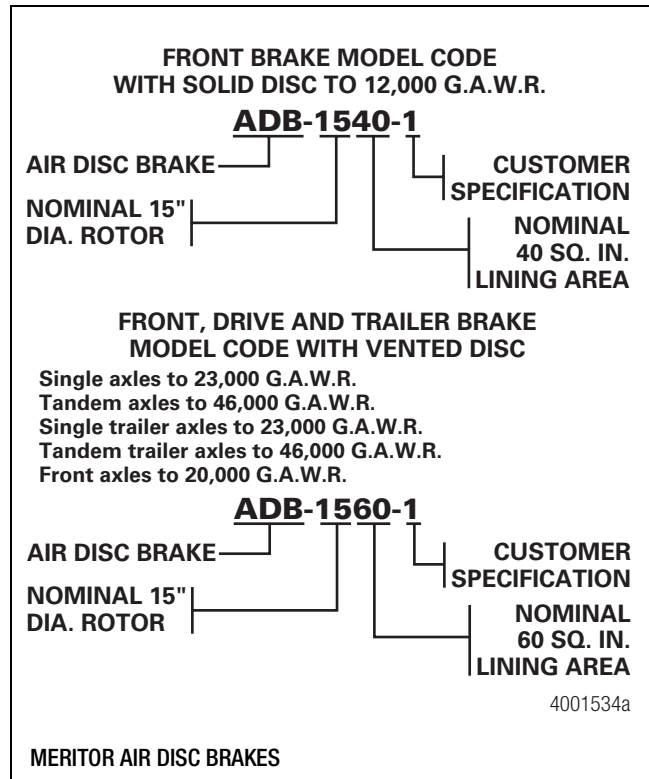 FRONT BRAKE MODEL CODE
WITH SOLID DISC TO 12,000 G.A.W.R.
ADB-1540-1
AIR DISC BRAKE
CUSTOMER
SPECIFICATION
NOMINAL 15"
DIA. ROTOR
NOMINAL
40 SQ. IN.
LINING AREA
FRONT, DRIVE AND TRAILER BRAKE
MODEL CODE WITH VENTED DISC
Single axles to 23,000 G.A.W.R.
Tandem axles to 46,000 G.A.W.R.
Single trailer axles to 23,000 G.A.W.R.
Tandem trailer axles to 46,000 G.A.W.R.
Front axles to 20,000 G.A.W.R.
ADB-1560-1
AIR DISC BRAKE
CUSTOMER
SPECIFICATION
NOMINAL 15"
DIA. ROTOR
NOMINAL
60 SQ. IN.
LINING AREA
4001534a
MERITOR AIR DISC BRAKES